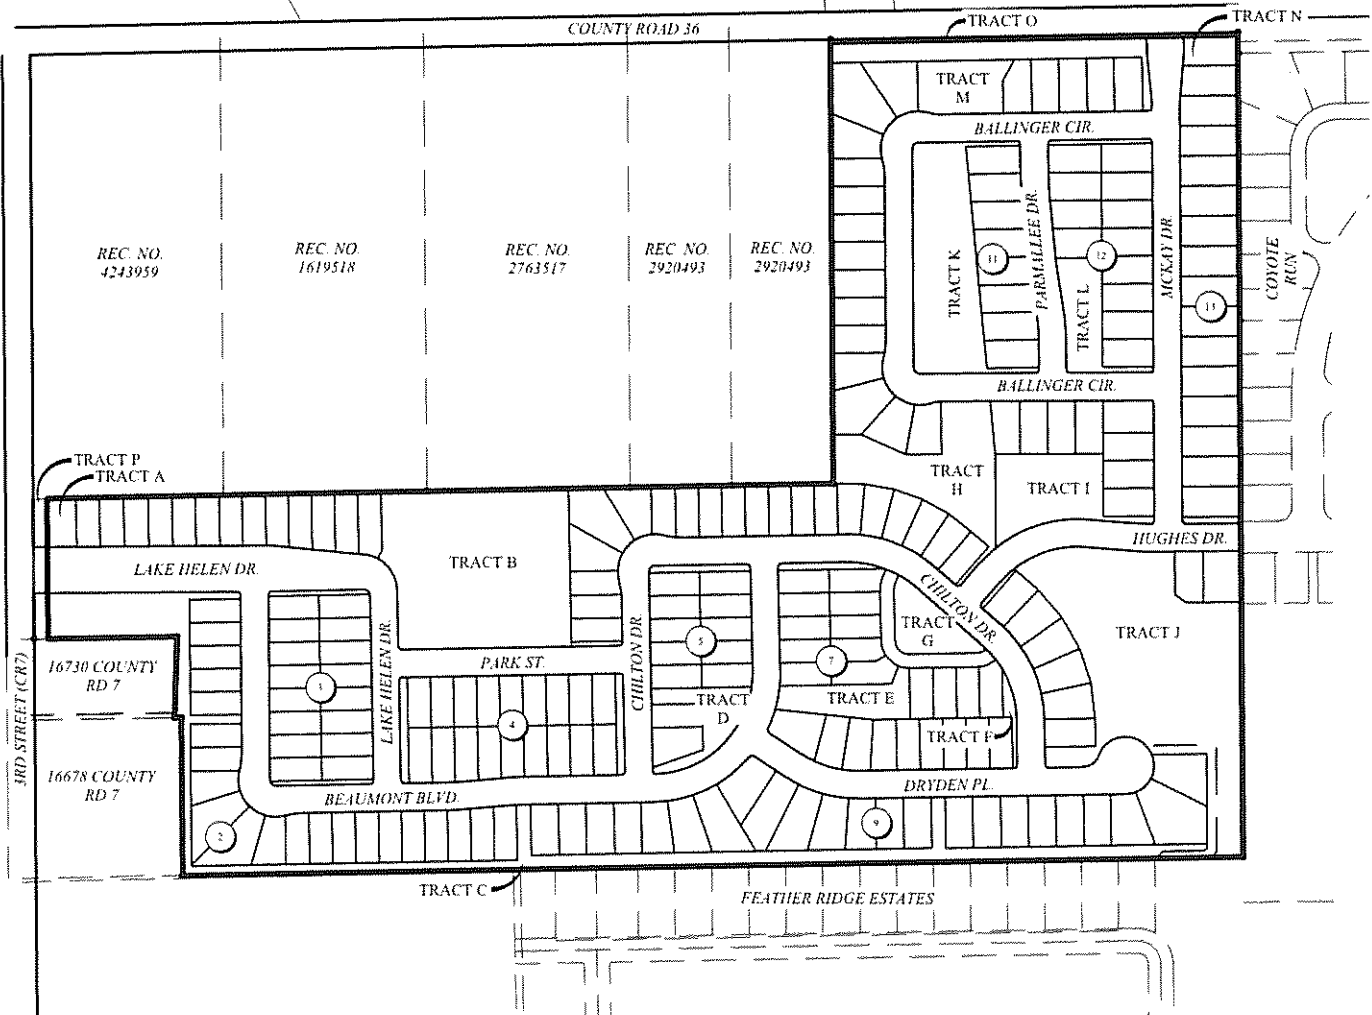 COUNTY ROAD 36
TRACT O
TRACT N
TRACT
M
BALLINGER CIR.
REC. NO.
4243959
REC. NO.
1619518
REC. NO.
2763517
REC. NO.
2920493
REC. NO.
2920493
TRACT K
11
PARMALLEE DR.
12
TRACT L
MCKAY DR.
13
COYOTE
RUN
BALLINGER CIR.
TRACT P
TRACT A
TRACT
H
TRACT I
HUGHES DR.
LAKE HELEN DR.
TRACT B
CHILTON DR.
TRACT
G
TRACT J
3RD STREET (CR7)
16730 COUNTY
RD 7
3
LAKE HELEN DR.
PARK ST.
4
CHILTON DR.
5
TRACT
D
7
TRACT E
TRACT F
16678 COUNTY
RD 7
2
BEAUMONT BLVD.
DRYDEN PL.
9
TRACT C
FEATHER RIDGE ESTATES